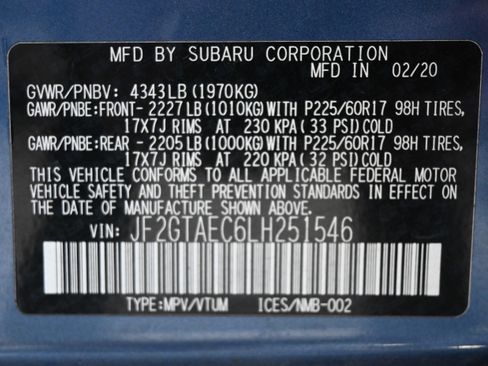 MFD BY SUBARU CORPORATION
MFD IN 02/20
GVWR/PNBV: 4343LB(1970KG)
GAWR/PNBE:FRONT- 2227LB(1010KG)WITH P225/60R17 98H TIRES,
17X7J RIMS AT 230 KPA(33 PSI)COLD
GAWR/PNBE:REAR - 2205LB(1000KG)WITH P225/60R17 98H TIRES,
17X7J RIMS AT 220 KPA(32 PSI)COLD
THIS VEHICLE CONFORMS TO ALL APPLICABLE FEDERAL MOTOR
VEHICLE SAFETY AND THEFT PREVENTION STANDARDS IN EFFECT
ON THE DATE OF MANUFACTURE SHOWN ABOVE.
VIN: JF2GTAEC6LH251546
TYPE:MPV/VTUM ICES/NMB-002